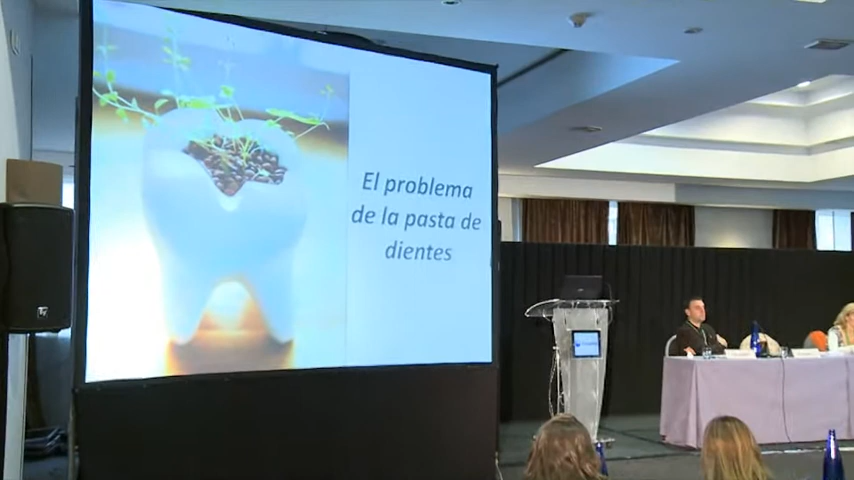 El problema
de la pasta de
dientes